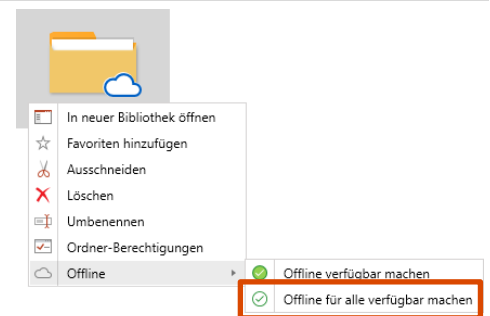 In neuer Bibliothek öffnen
Favoriten hinzufügen
Ausschneiden
Löschen
Umbenennen
Ordner-Berechtigungen
Offline
Offline verfügbar machen
Offline für alle verfügbar machen